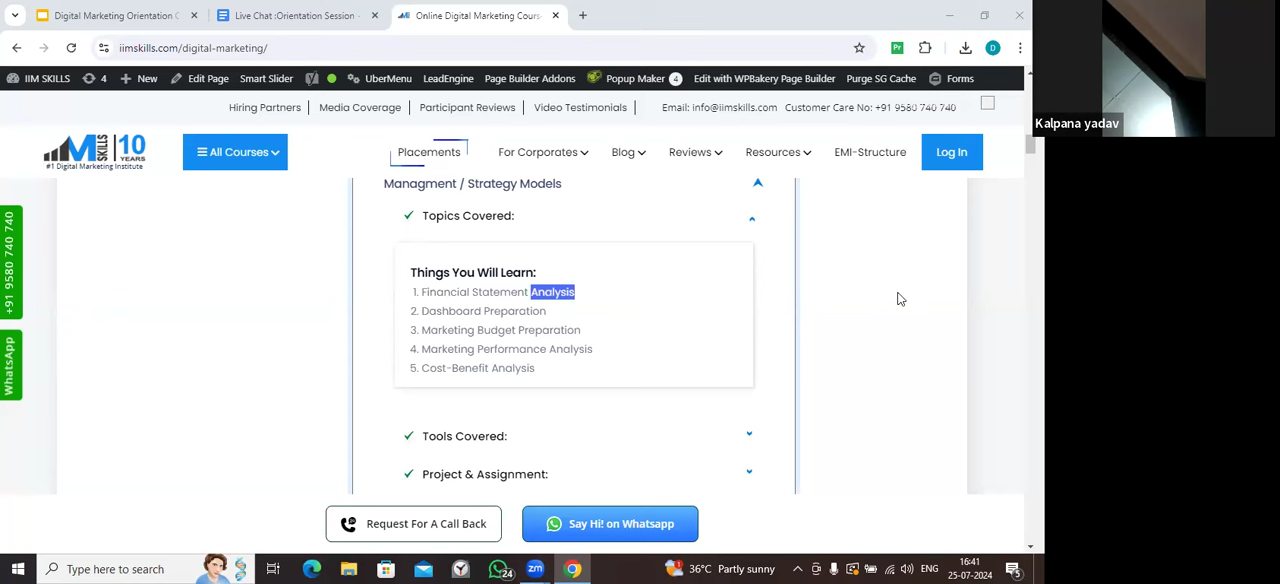 Digital Marketing Orientation C
Live Chat :Orientation Session -
Online Digital Marketing Cours
iimskills.com/digital-marketing/
Pr
D
IIM SKILLS
4
New
Edit Page
Smart Slider
UberMenu
LeadEngine
Page Builder Addons
Popup Maker 4
Edit with WPBakery Page Builder
Purge SG Cache
Forms
Hiring Partners
Media Coverage
Participant Reviews
Video Testimonials
Email: info@iimskills.com
Customer Care No: +91 9580 740 740
Kalpana yadav
IIM SKILLS 10 YEARS
#1 Digital Marketing Institute
All Courses
Placements
For Corporates
Blog
Reviews
Resources
EMI-Structure
Log In
Managment / Strategy Models
Topics Covered:
Things You Will Learn:
1. Financial Statement Analysis
2. Dashboard Preparation
3. Marketing Budget Preparation
4. Marketing Performance Analysis
5. Cost-Benefit Analysis
Tools Covered:
Project & Assignment:
+91 9580 740 740
WhatsApp
Request For A Call Back
Say Hi! on Whatsapp
Type here to search
24
zm
1
36°C Partly sunny
ENG
16:41
25-07-2024
5